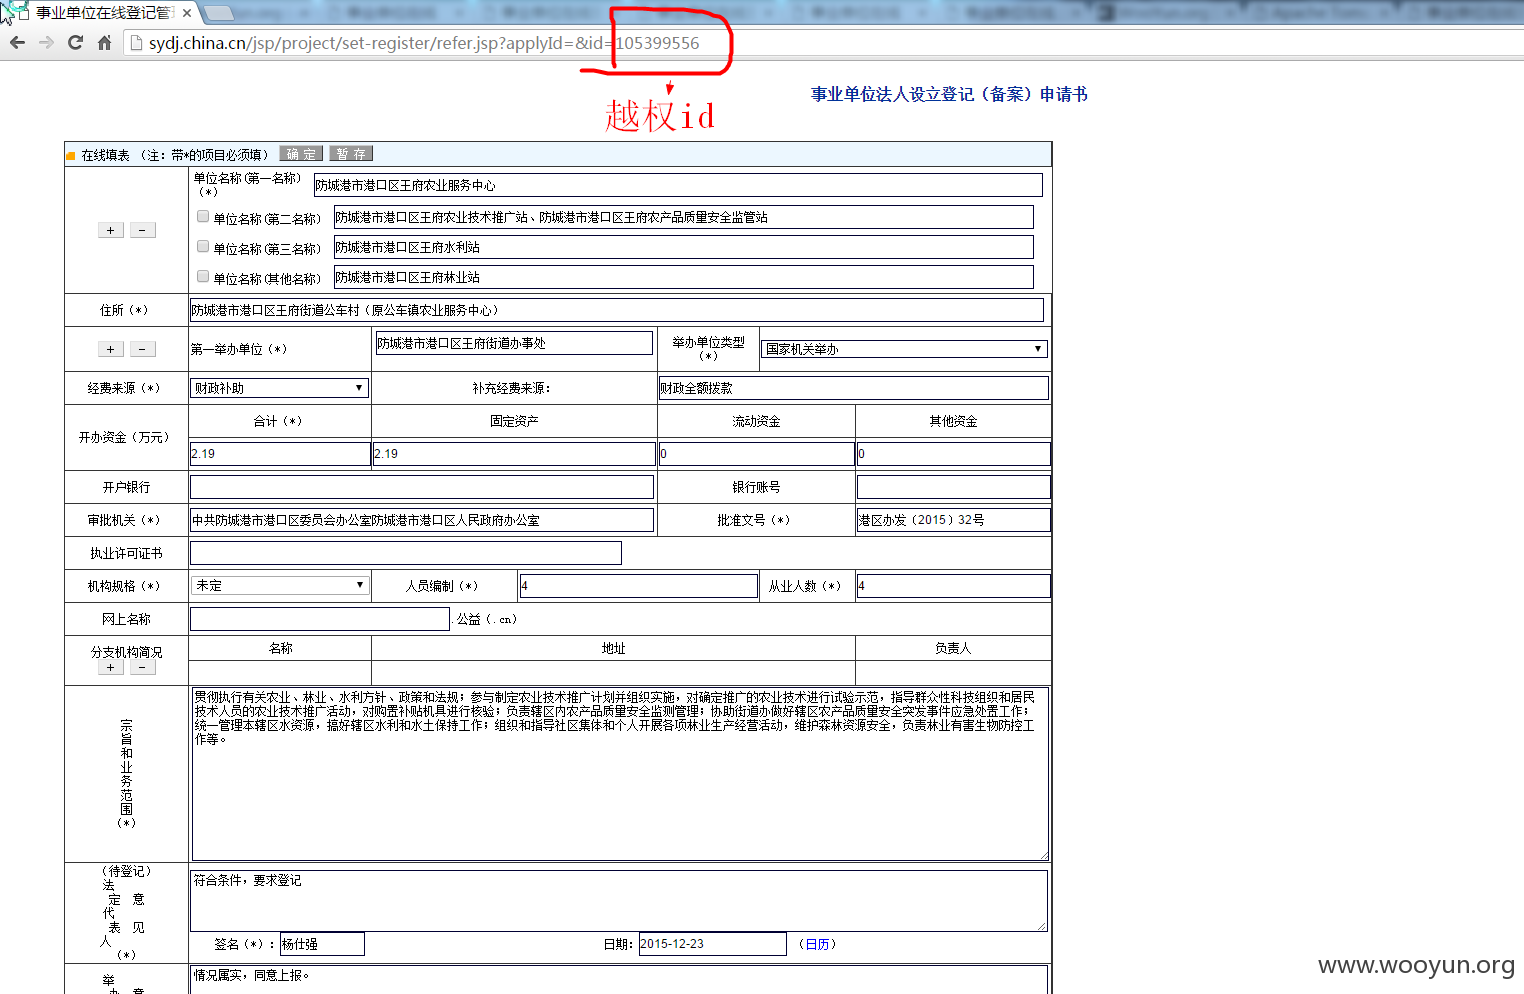 事业单位在线登记管
sydj.china.cn/jsp/project/set-register/refer.jsp?applyId=&id=105399556
越权id
事业单位法人设立登记（备案）申请书
在线填表 （注：带*的项目必须填） 确 定 暂 存
单位名称(第一名称)(*) 防城港市港口区王府农业服务中心
+ -
单位名称(第二名称) 防城港市港口区王府农业技术推广站、防城港市港口区王府农产品质量安全监管站
单位名称(第三名称) 防城港市港口区王府水利站
单位名称(其他名称) 防城港市港口区王府林业站
住所（*） 防城港市港口区王府街道公车村（原公车镇农业服务中心）
+ - 第一举办单位（*） 防城港市港口区王府街道办事处 举办单位类型（*） 国家机关举办
经费来源（*） 财政补助 补充经费来源： 财政全额拨款
开办资金（万元） 合计（*） 固定资产 流动资金 其他资金
2.19 2.19 0 0
开户银行 银行账号
审批机关（*） 中共防城港市港口区委员会办公室防城港市港口区人民政府办公室 批准文号（*） 港区办发（2015）32号
执业许可证书
机构规格（*） 未定 人员编制（*） 4 从业人数（*） 4
网上名称 .公益（.cn）
分支机构简况 名称 地址 负责人
+ -
宗旨和业务范围(*)
贯彻执行有关农业、林业、水利方针、政策和法规；参与制定农业技术推广计划并组织实施，对确定推广的农业技术进行试验示范，指导群众性科技组织和居民
技术人员的农业技术推广活动，对购置补贴机具进行核验；负责辖区内农产品质量安全监测管理；协助街道办做好辖区农产品质量安全突发事件应急处置工作；
统一管理本辖区水资源，搞好辖区水利和水土保持工作；组织和指导社区集体和个人开展各项林业生产经营活动，维护森林资源安全，负责林业有害生物防控工
作等。
（待登记）
法定代表人意见(*)
符合条件，要求登记
签名（*）: 杨仕强 日期: 2015-12-23 （日历）
举办意
情况属实，同意上报。
www.wooyun.org